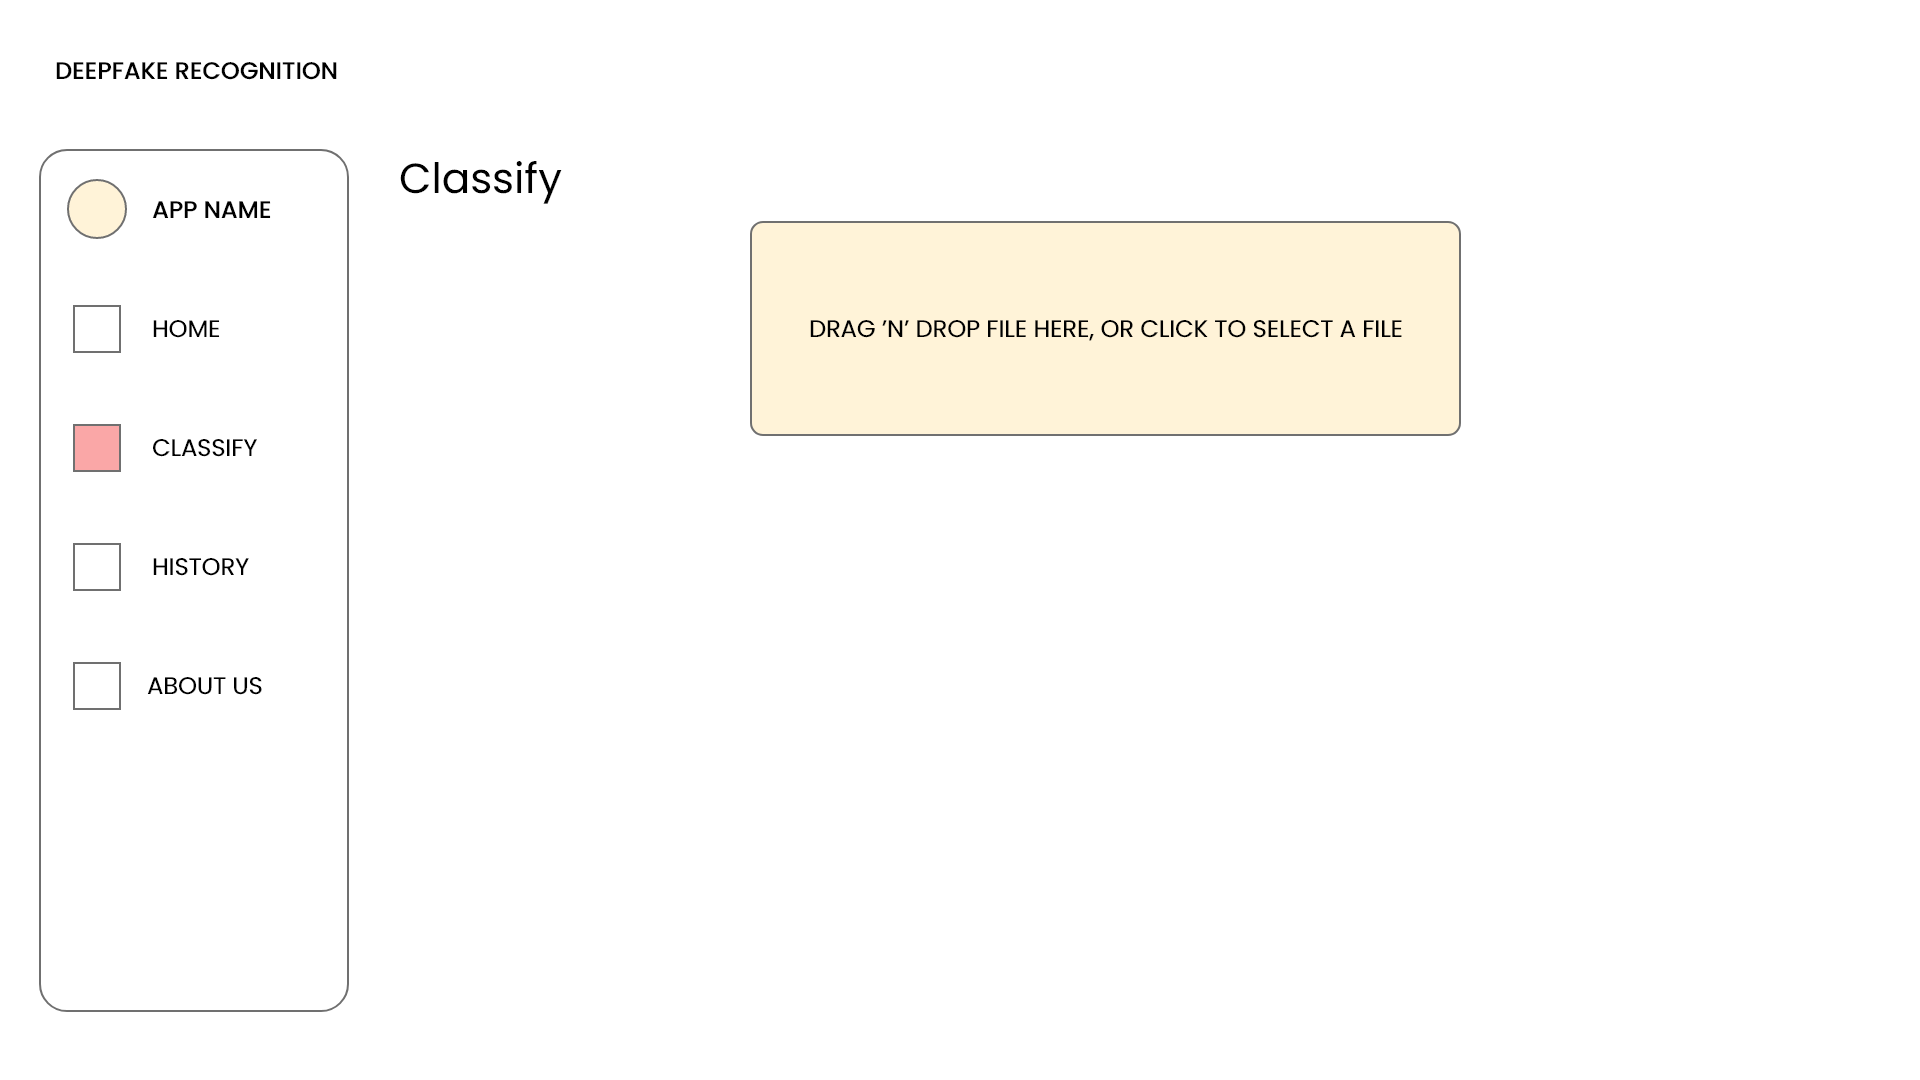 DEEPFAKE RECOGNITION
APP NAME
HOME
CLASSIFY
HISTORY
ABOUT US
Classify
DRAG ’N’ DROP FILE HERE, OR CLICK TO SELECT A FILE